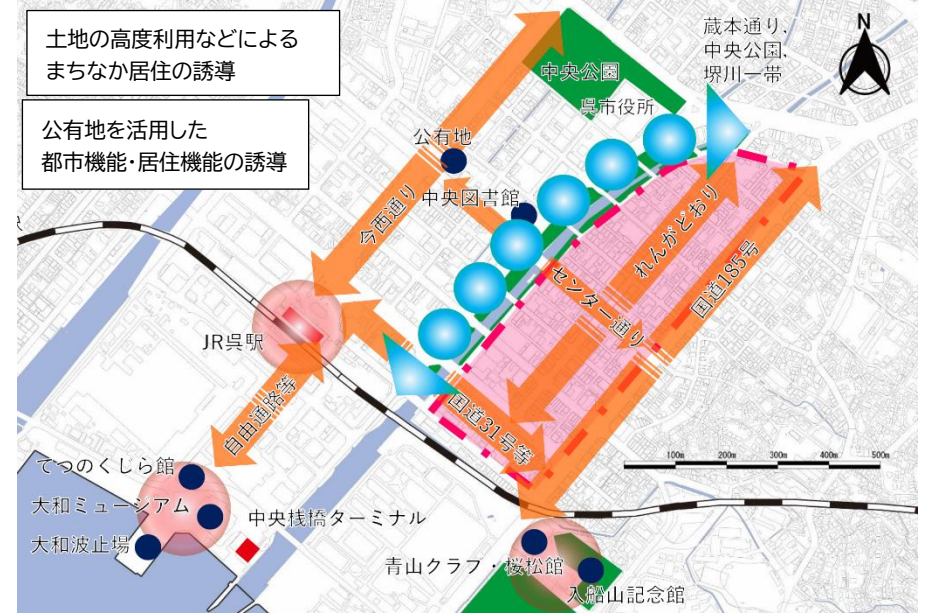 土地の高度利用などによる
まちなか居住の誘導
公有地を活用した
都市機能・居住機能の誘導
蔵本通り,
中央公園,
堺川一帯
N
中央公園
呉市役所
公有地
中央図書館
今西通り
れんがどおり
国道185号
センター通り
JR呉駅
国道31号等
自由通路等
100m 200m 300m 400m 500m
てつのくじら館
大和ミュージアム
大和波止場
中央桟橋ターミナル
青山クラブ・桜松館
入船山記念館